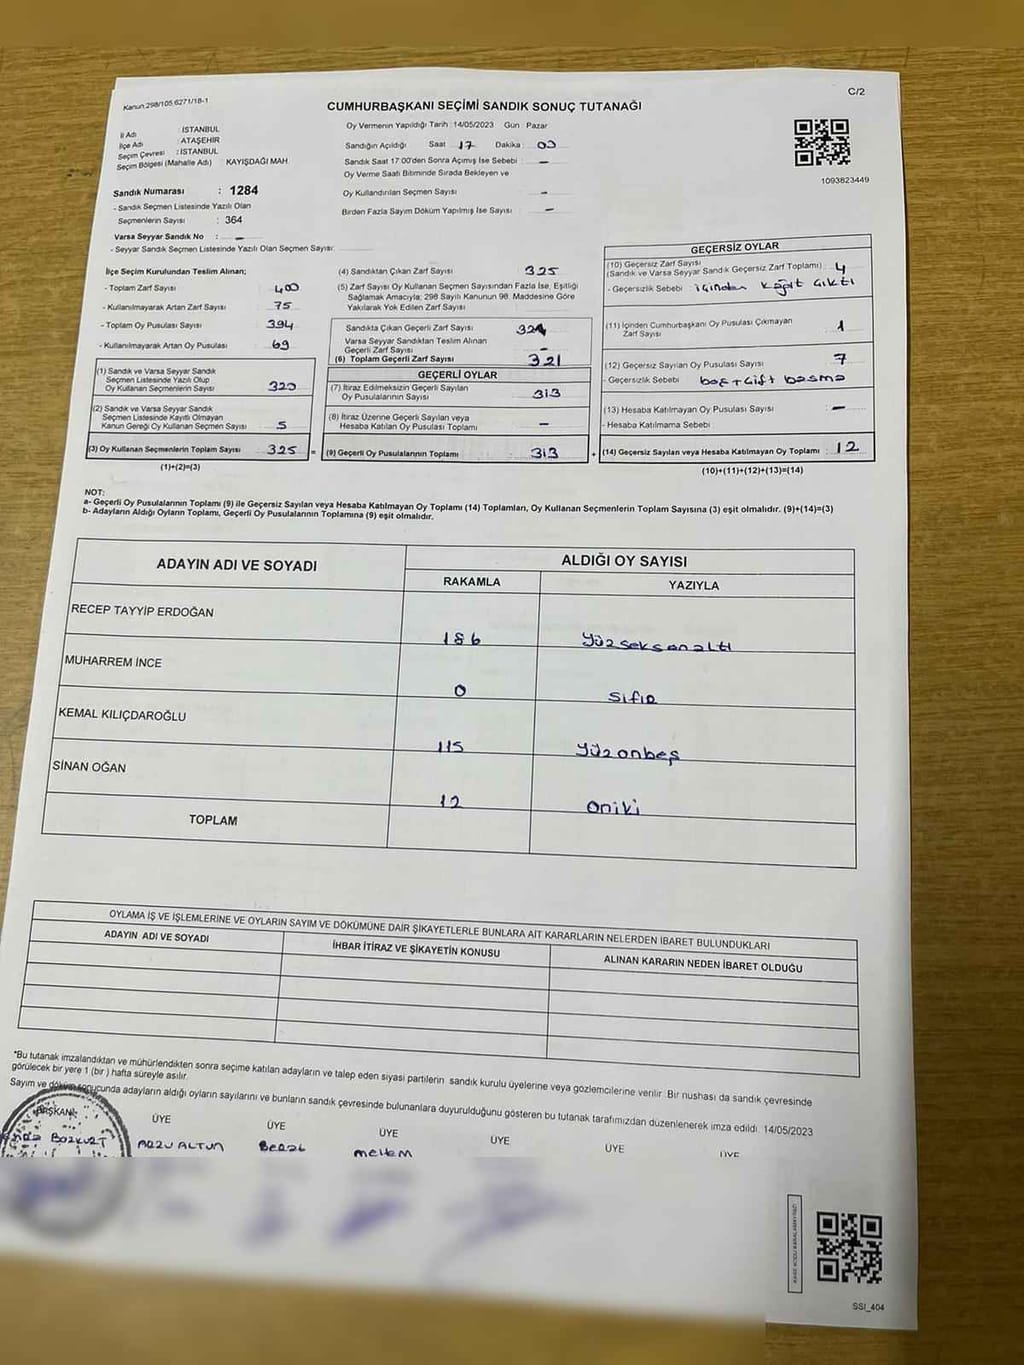 Kanun:298/105.6271/18-1
C/2
CUMHURBAŞKANI SEÇİMİ SANDIK SONUÇ TUTANAĞI
İl Adı : İSTANBUL
İlçe Adı : ATAŞEHİR
Seçim Çevresi : İSTANBUL
Seçim Bölgesi (Mahalle Adı) : KAYIŞDAĞI MAH.
Sandık Numarası : 1284
- Sandık Seçmen Listesinde Yazılı Olan
Seçmenlerin Sayısı : 364
Varsa Seyyar Sandık No : –
- Seyyar Sandık Seçmen Listesinde Yazılı Olan Seçmen Sayısı:
Oy Vermenin Yapıldığı Tarih :14/05/2023 Gün : Pazar
Sandığın Açıldığı Saat 17 Dakika : 00
Sandık Saat 17:00'den Sonra Açımış İse Sebebi : –
Oy Verme Saati Bitiminde Sırada Bekleyen ve
Oy Kullandırılan Seçmen Sayısı : –
Birden Fazla Sayım Döküm Yapılmış İse Sayısı : –
1093823449
İlçe Seçim Kurulundan Teslim Alınan;
- Toplam Zarf Sayısı : 400
- Kullanılmayarak Artan Zarf Sayısı : 75
- Toplam Oy Pusulası Sayısı : 394
- Kullanılmayarak Artan Oy Pusulası : 69
(1) Sandık ve Varsa Seyyar Sandık
Seçmen Listesinde Yazılı Olup
Oy Kullanan Seçmenlerin Sayısı : 320
(2) Sandık ve Varsa Seyyar Sandık
Seçmen Listesinde Kayıtlı Olmayan
Kanun Gereği Oy Kullanan Seçmen Sayısı : 5
(3) Oy Kullanan Seçmenlerin Toplam Sayısı : 325 =
(1)+(2)=(3)
(4) Sandıktan Çıkan Zarf Sayısı : 325
(5) Zarf Sayısı Oy Kullanan Seçmen Sayısından Fazla İse, Eşitliği
Sağlamak Amacıyla; 298 Sayılı Kanunun 98. Maddesine Göre
Yakılarak Yok Edilen Zarf Sayısı :
Sandıkta Çıkan Geçerli Zarf Sayısı : 321
Varsa Seyyar Sandıktan Teslim Alınan
Geçerli Zarf Sayısı : –
(6) Toplam Geçerli Zarf Sayısı : 321
GEÇERLİ OYLAR
(7) İtiraz Edilmeksizin Geçerli Sayılan
Oy Pusulalarının Sayısı : 313
(8) İtiraz Üzerine Geçerli Sayılan veya
Hesaba Katılan Oy Pusulası Toplamı : –
(9) Geçerli Oy Pusulalarının Toplamı : 313 +
GEÇERSİZ OYLAR
(10) Geçersiz Zarf Sayısı
(Sandık ve Varsa Seyyar Sandık Geçersiz Zarf Toplamı) : 4
- Geçersizlik Sebebi : içinden kağıt çıktı
(11) İçinden Cumhurbaşkanı Oy Pusulası Çıkmayan
Zarf Sayısı : 1
(12) Geçersiz Sayılan Oy Pusulası Sayısı : 7
- Geçersizlik Sebebi : boş+çift basma
(13) Hesaba Katılmayan Oy Pusulası Sayısı : –
- Hesaba Katılmama Sebebi :
(14) Geçersiz Sayılan veya Hesaba Katılmayan Oy Toplamı : 12
(10)+(11)+(12)+(13)=(14)
NOT:
a- Geçerli Oy Pusulalarının Toplamı (9) ile Geçersiz Sayılan veya Hesaba Katılmayan Oy Toplamı (14) Toplamları, Oy Kullanan Seçmenlerin Toplam Sayısına (3) eşit olmalıdır. (9)+(14)=(3)
b- Adayların Aldığı Oyların Toplamı, Geçerli Oy Pusulalarının Toplamına (9) eşit olmalıdır.
ADAYIN ADI VE SOYADI
ALDIĞI OY SAYISI
RAKAMLA
YAZIYLA
RECEP TAYYİP ERDOĞAN
186 Yüzseksenaltı
MUHARREM İNCE
0 Sıfır
KEMAL KILIÇDAROĞLU
115 Yüzonbeş
SİNAN OĞAN
12 Oniki
TOPLAM
OYLAMA İŞ VE İŞLEMLERİNE VE OYLARIN SAYIM VE DÖKÜMÜNE DAİR ŞİKAYETLERLE BUNLARA AİT KARARLARIN NELERDEN İBARET BULUNDUKLARI
ADAYIN ADI VE SOYADI
İHBAR İTİRAZ VE ŞİKAYETİN KONUSU
ALINAN KARARIN NEDEN İBARET OLDUĞU
*Bu tutanak imzalandıktan ve mühürlendikten sonra seçime katılan adayların ve talep eden siyasi partilerin sandık kurulu üyelerine veya gözlemcilerine verilir. Bir nushası da sandık çevresinde
görülecek bir yere 1 (bir ) hafta süreyle asılır.
Sayım ve döküm sonucunda adayların aldığı oyların sayılarını ve bunların sandık çevresinde bulunanlara duyurulduğunu gösteren bu tutanak tarafımızdan düzenlenerek imza edildi. 14/05/2023
BAŞKAN ÜYE ÜYE ÜYE ÜYE ÜYE ÜYE
BOZKURT ARZU ALTUN Meltem
SSI_404